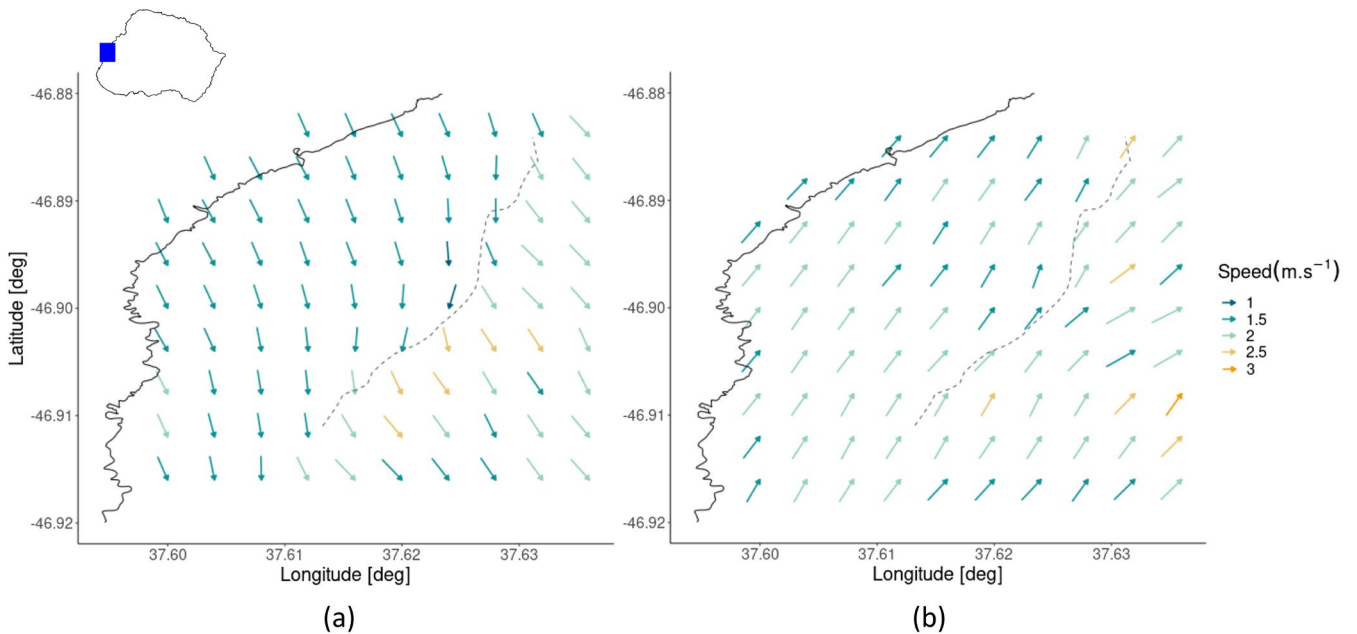 -46.88
-46.89
-46.90
-46.91
-46.92
Latitude [deg]
37.60 37.61 37.62 37.63
Longitude [deg]
(a)
-46.88
-46.89
-46.90
-46.91
-46.92
37.60 37.61 37.62 37.63
Longitude [deg]
(b)
Speed(m.s⁻¹)
1
1.5
2
2.5
3